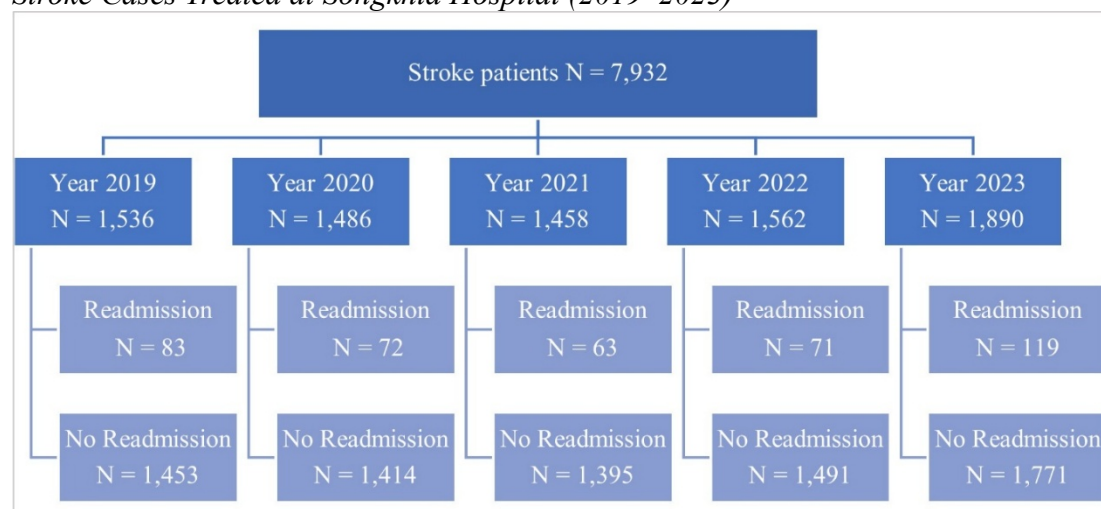 Stroke Cases Treated at Songkhla Hospital (2019–2023)
Stroke patients N = 7,932
Year 2019
N = 1,536
Year 2020
N = 1,486
Year 2021
N = 1,458
Year 2022
N = 1,562
Year 2023
N = 1,890
Readmission
N = 83
Readmission
N = 72
Readmission
N = 63
Readmission
N = 71
Readmission
N = 119
No Readmission
N = 1,453
No Readmission
N = 1,414
No Readmission
N = 1,395
No Readmission
N = 1,491
No Readmission
N = 1,771